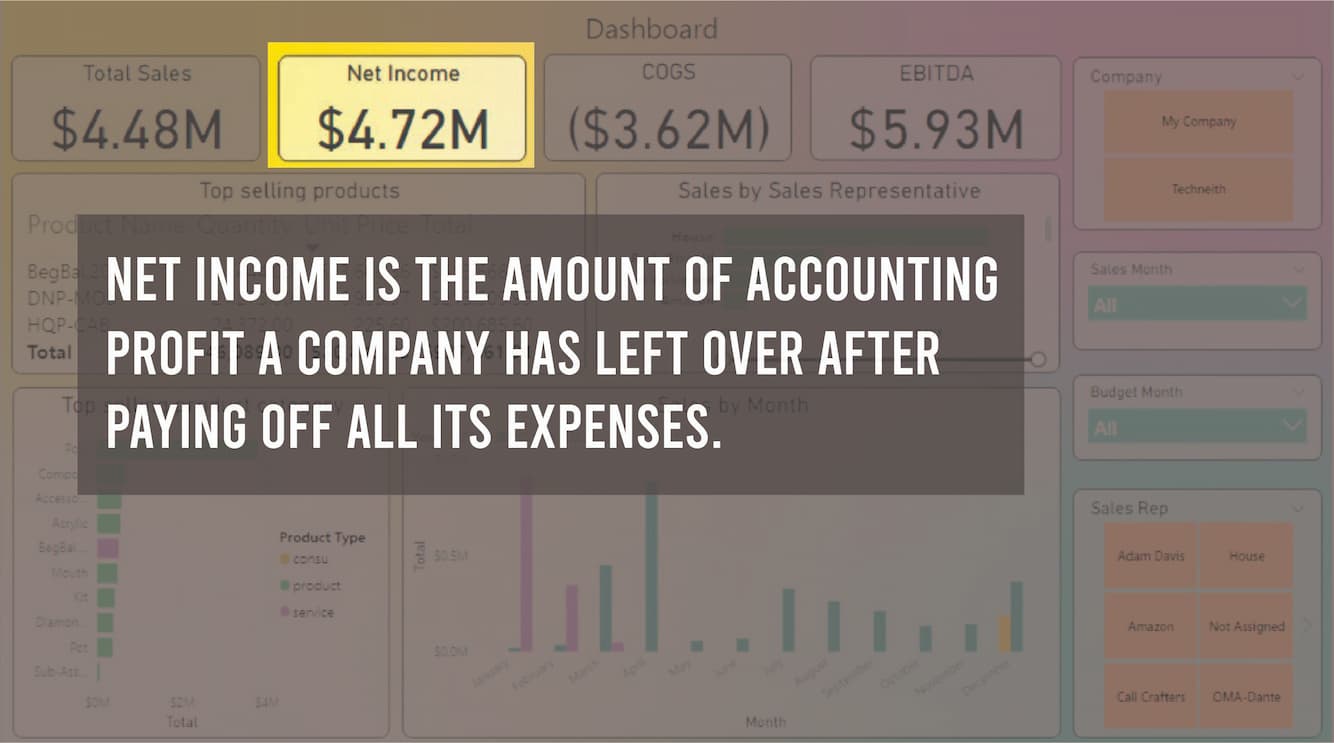 Dashboard
Total Sales
$4.48M
Net Income
$4.72M
COGS
($3.62M)
EBITDA
$5.93M
Company
My Company
Techneith
Top selling products
Product Name Quantity Unit Price Total
BegBal
DNP-MO
HQP-CAB
Total
Sales by Sales Representative
House
NET INCOME IS THE AMOUNT OF ACCOUNTING
PROFIT A COMPANY HAS LEFT OVER AFTER
PAYING OFF ALL ITS EXPENSES.
Sales Month
All
Budget Month
All
Top selling
Accesso...
Acrylic
BegBal...
Mouth
Kit
Diamon...
Pot
Sub-Ass...
$0M $2M $4M
Total
Product Type
consu
product
service
Sales by Month
Total
$0.5M
$0.0M
January
February
March
April
May
June
July
August
September
October
November
December
Month
Sales Rep
Adam Davis
House
Amazon
Not Assigned
Call Crafters
OMA-Dante